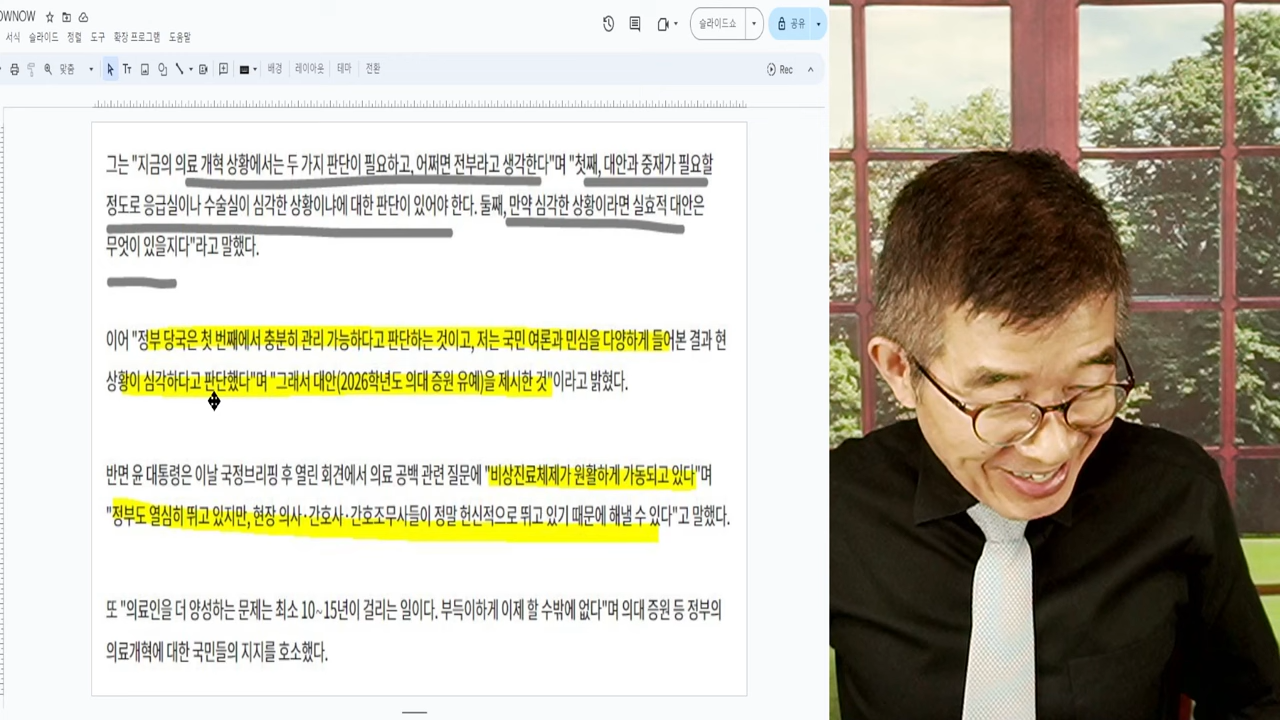 OWNOW
서식 슬라이드 정렬 도구 확장 프로그램 도움말
슬라이드쇼
공유
맞춤
배경 레이아웃 테마 전환
Rec
그는 "지금의 의료 개혁 상황에서는 두 가지 판단이 필요하고, 어쩌면 전부라고 생각한다"며 "첫째, 대안과 중재가 필요할
정도로 응급실이나 수술실이 심각한 상황이냐에 대한 판단이 있어야 한다. 둘째, 만약 심각한 상황이라면 실효적 대안은
무엇이 있을지다"라고 말했다.
이어 "정부 당국은 첫 번째에서 충분히 관리 가능하다고 판단하는 것이고, 저는 국민 여론과 민심을 다양하게 들어본 결과 현
상황이 심각하다고 판단했다"며 "그래서 대안(2026학년도 의대 증원 유예)을 제시한 것"이라고 밝혔다.
반면 윤 대통령은 이날 국정브리핑 후 열린 회견에서 의료 공백 관련 질문에 "비상진료체제가 원활하게 가동되고 있다"며
"정부도 열심히 뛰고 있지만, 현장 의사·간호사·간호조무사들이 정말 헌신적으로 뛰고 있기 때문에 해낼 수 있다"고 말했다.
또 "의료인을 더 양성하는 문제는 최소 10~15년이 걸리는 일이다. 부득이하게 이제 할 수밖에 없다"며 의대 증원 등 정부의
의료개혁에 대한 국민들의 지지를 호소했다.